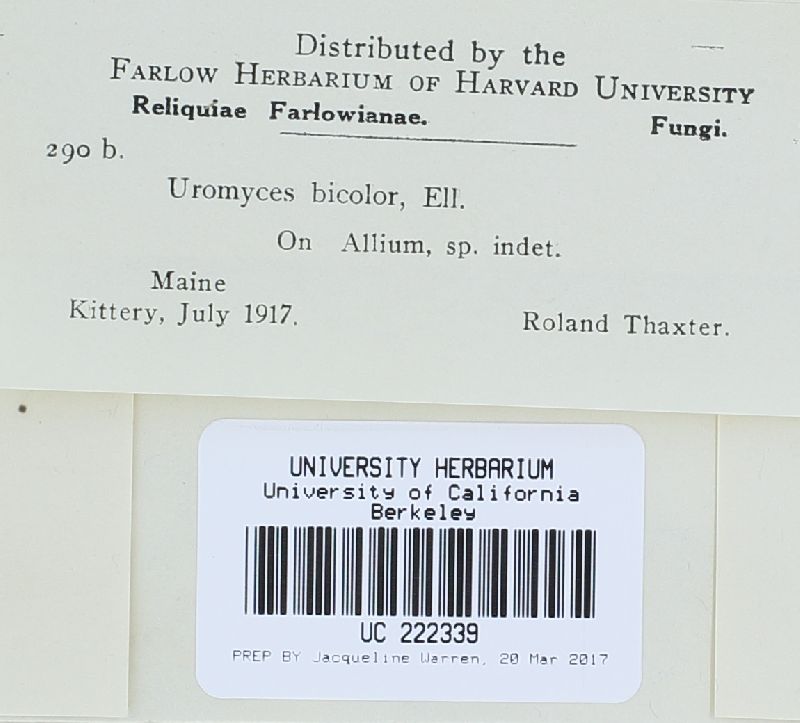 Distributed by the
Farlow Herbarium of Harvard University
Reliquiae Farlowianae. Fungi.
290 b.
Uromyces bicolor, Ell.
On Allium, sp. indet.
Maine
Kittery, July 1917. Roland Thaxter.
UNIVERSITY HERBARIUM
University of California
Berkeley
UC 222339
PREP BY Jacqueline Warren, 20 Mar 2017